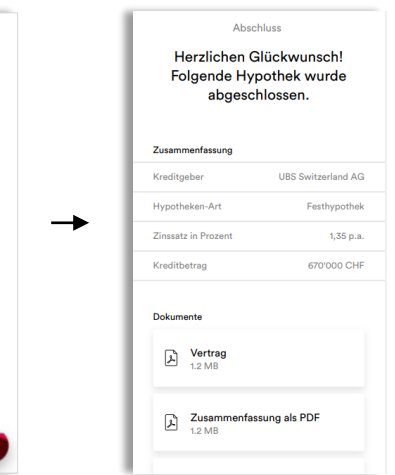 Abschluss
Herzlichen Glückwunsch!
Folgende Hypothek wurde
abgeschlossen.
Zusammenfassung
Kreditgeber UBS Switzerland AG
Hypotheken-Art Festhypothek
Zinssatz in Prozent 1,35 p.a.
Kreditbetrag 670'000 CHF
Dokumente
Vertrag
1.2 MB
Zusammenfassung als PDF
1.2 MB